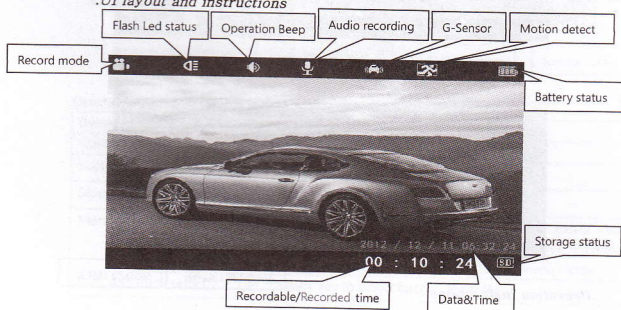 .UI layout and instructions
Flash Led status
Operation Beep
Audio recording
G-Sensor
Motion detect
Record mode
Battery status
2012 / 12 / 11 06:32 24
Storage status
00 : 10 : 24
SD
Recordable/Recorded time
Data&Time